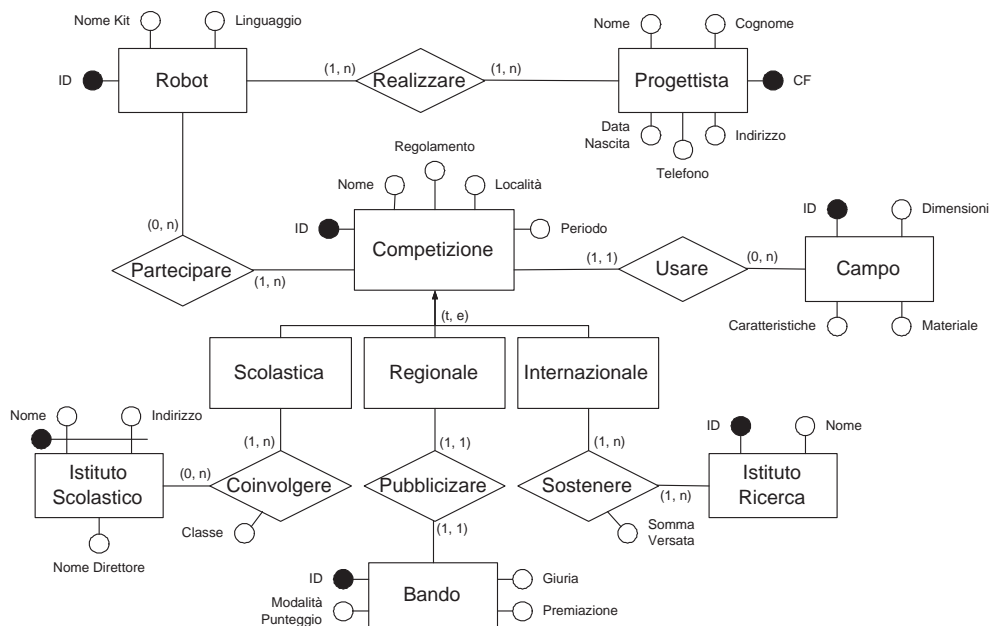 Nome Kit
Linguaggio
ID
Robot
(1, n)
Realizzare
(1, n)
Nome
Cognome
Progettista
CF
Data
Nascita
Indirizzo
Telefono
Regolamento
Nome
Località
ID
Competizione
Periodo
(0, n)
Partecipare
(1, n)
(1, 1)
Usare
(0, n)
ID
Dimensioni
Campo
Caratteristiche
Materiale
(t, e)
Scolastica
Regionale
Internazionale
Nome
Indirizzo
Istituto
Scolastico
Nome Direttore
(0, n)
(1, n)
Coinvolgere
Classe
(1, 1)
Pubblicizare
(1, 1)
(1, n)
Sostenere
(1, n)
Somma
Versata
ID
Nome
Istituto
Ricerca
ID
Modalità
Punteggio
Bando
Giuria
Premiazione